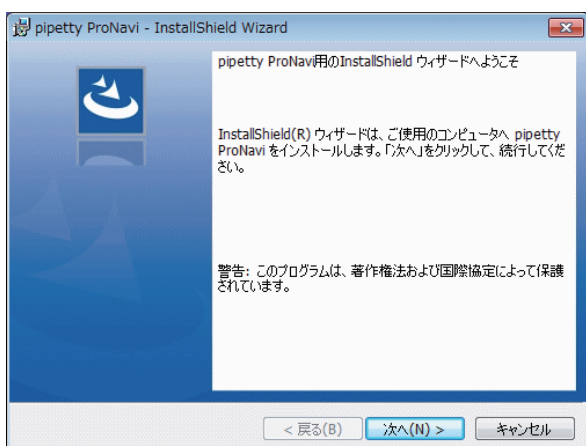 pipetty ProNavi - InstallShield Wizard
pipetty ProNavi用のInstallShield ウィザードへようこそ
InstallShield(R) ウィザードは、ご使用のコンピュータへ pipetty
ProNavi をインストールします。「次へ」をクリックして、続行してくだ
さい。
警告: このプログラムは、著作権法および国際協定によって保護
されています。
< 戻る(B)
次へ(N) >
キャンセル